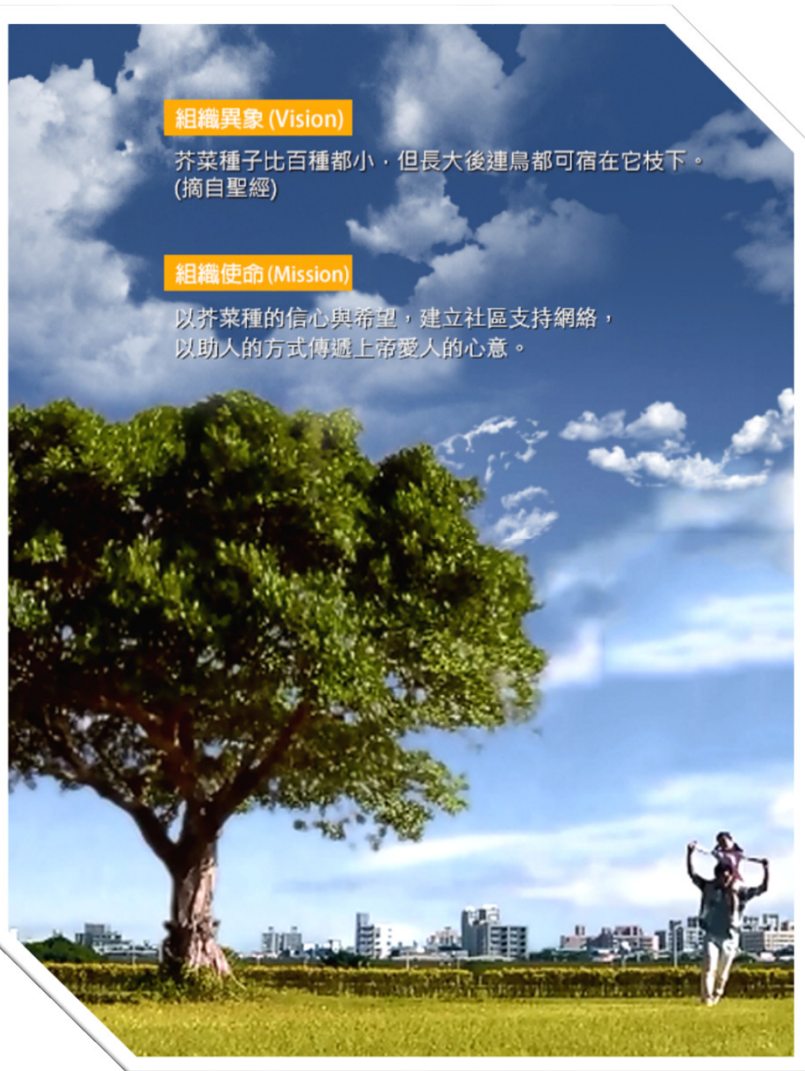 組織異象 (Vision)
芥菜種子比百種都小，但長大後連鳥都可宿在它枝下。
(摘自聖經)
組織使命 (Mission)
以芥菜種的信心與希望，建立社區支持網絡，
以助人的方式傳遞上帝愛人的心意。